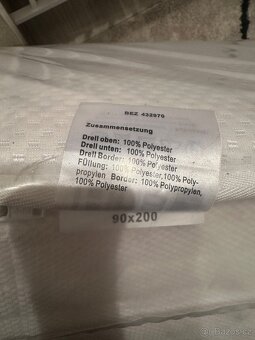 BEZ 432976
Zusammensetzung
Drell oben: 100% Polyester
Drell unten: 100% Polyester
Drell Border: 100% Polyester
FÜllung: 100% Polyester,100% Poly-
propylen Border: 100% Polypropylen,
100% Polyester
90x200